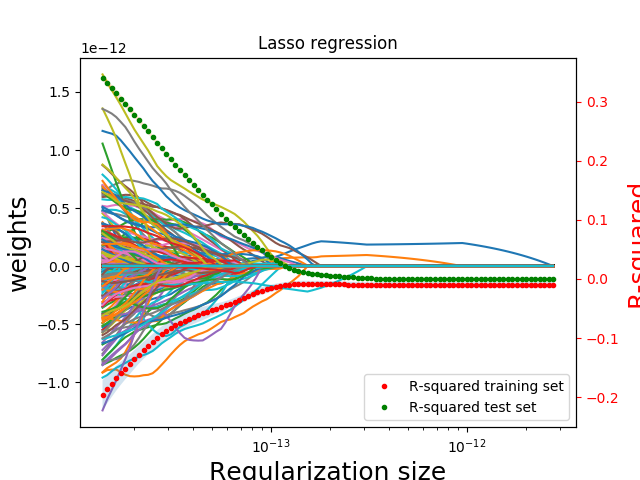 Lasso regression
1e−12
1.5
1.0
0.5
0.0
−0.5
−1.0
weights
0.3
0.2
0.1
0.0
−0.1
−0.2
R-squared
R-squared training set
R-squared test set
10−13
10−12
Regularization size